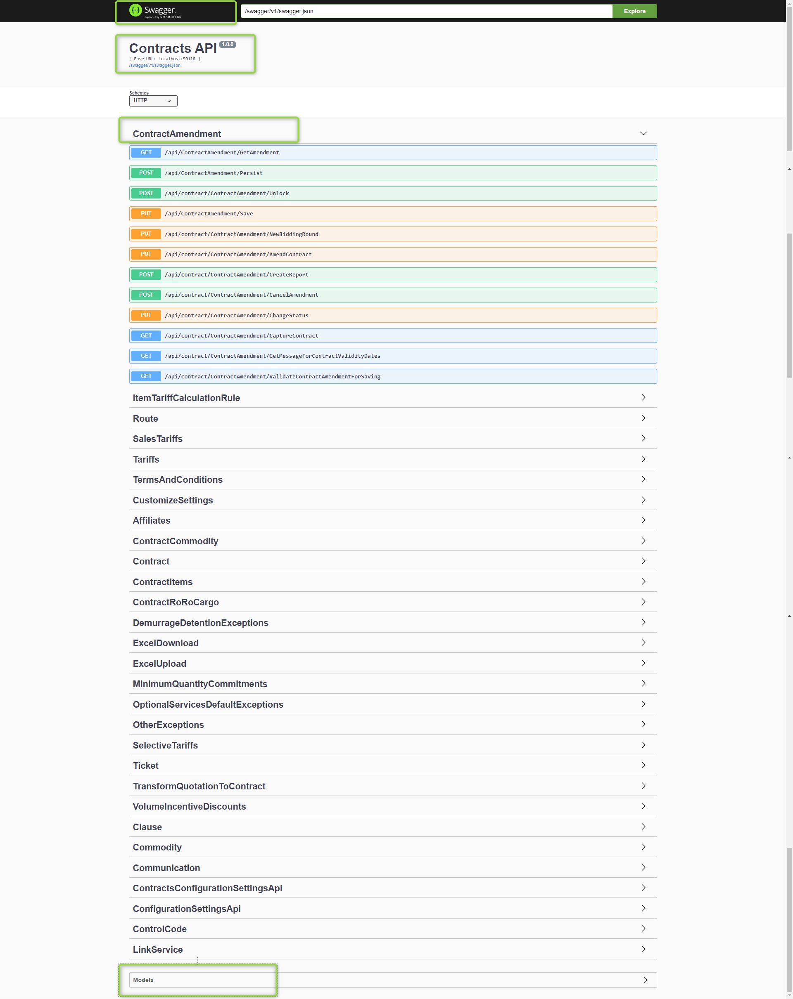 Swagger
Supported by SMARTBEAR
/swagger/v1/swagger.json
Explore
Contracts API 1.0.0
[ Base URL: localhost:50118 ]
/swagger/v1/swagger.json
Schemes
HTTP
ContractAmendment
GET /api/ContractAmendment/GetAmendment
POST /api/ContractAmendment/Persist
POST /api/contract/ContractAmendment/Unlock
PUT /api/ContractAmendment/Save
PUT /api/contract/ContractAmendment/NewBiddingRound
PUT /api/contract/ContractAmendment/AmendContract
POST /api/contract/ContractAmendment/CreateReport
POST /api/contract/ContractAmendment/CancelAmendment
PUT /api/contract/ContractAmendment/ChangeStatus
GET /api/contract/ContractAmendment/CaptureContract
GET /api/contract/ContractAmendment/GetMessageForContractValidityDates
GET /api/contract/ContractAmendment/ValidateContractAmendmentForSaving
ItemTariffCalculationRule
Route
SalesTariffs
Tariffs
TermsAndConditions
CustomizeSettings
Affiliates
ContractCommodity
Contract
ContractItems
ContractRoRoCargo
DemurrageDetentionExceptions
ExcelDownload
ExcelUpload
MinimumQuantityCommitments
OptionalServicesDefaultExceptions
OtherExceptions
SelectiveTariffs
Ticket
TransformQuotationToContract
VolumeIncentiveDiscounts
Clause
Commodity
Communication
ContractsConfigurationSettingsApi
ConfigurationSettingsApi
ControlCode
LinkService
Models